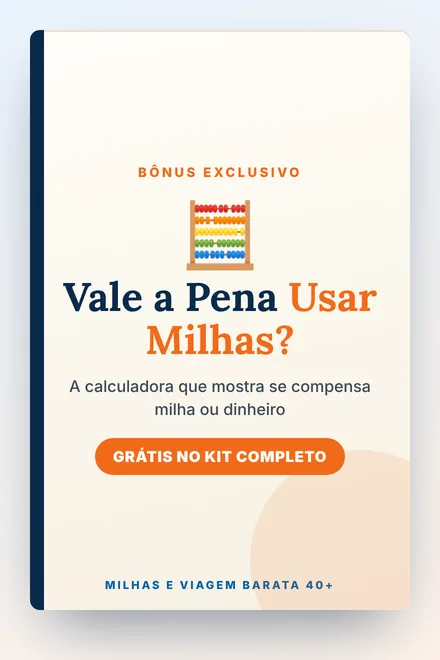 BÔNUS EXCLUSIVO
Vale a Pena Usar
Milhas?
A calculadora que mostra se compensa
milha ou dinheiro
GRÁTIS NO KIT COMPLETO
MILHAS E VIAGEM BARATA 40+